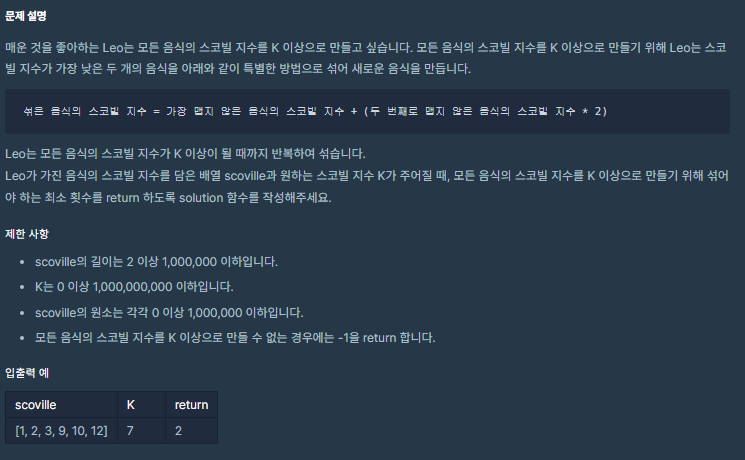 문제 설명
매운 것을 좋아하는 Leo는 모든 음식의 스코빌 지수를 K 이상으로 만들고 싶습니다. 모든 음식의 스코빌 지수를 K 이상으로 만들기 위해 Leo는 스코
빌 지수가 가장 낮은 두 개의 음식을 아래와 같이 특별한 방법으로 섞어 새로운 음식을 만듭니다.
섞은 음식의 스코빌 지수 = 가장 맵지 않은 음식의 스코빌 지수 + (두 번째로 맵지 않은 음식의 스코빌 지수 * 2)
Leo는 모든 음식의 스코빌 지수가 K 이상이 될 때까지 반복하여 섞습니다.
Leo가 가진 음식의 스코빌 지수를 담은 배열 scoville과 원하는 스코빌 지수 K가 주어질 때, 모든 음식의 스코빌 지수를 K 이상으로 만들기 위해 섞어
야 하는 최소 횟수를 return 하도록 solution 함수를 작성해주세요.
제한 사항
• scoville의 길이는 2 이상 1,000,000 이하입니다.
• K는 0 이상 1,000,000,000 이하입니다.
• scoville의 원소는 각각 0 이상 1,000,000 이하입니다.
• 모든 음식의 스코빌 지수를 K 이상으로 만들 수 없는 경우에는 -1을 return 합니다.
입출력 예
scoville K return
[1, 2, 3, 9, 10, 12] 7 2